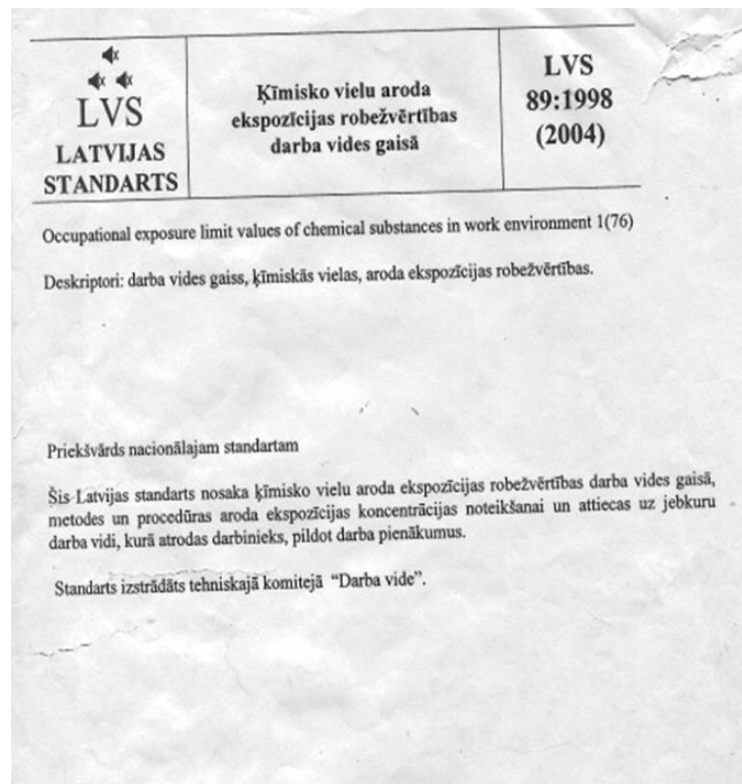 LVS
LATVIJAS
STANDARTS
Ķīmisko vielu aroda
ekspozīcijas robežvērtības
darba vides gaisā
LVS
89:1998
(2004)
Occupational exposure limit values of chemical substances in work environment 1(76)
Deskriptori: darba vides gaiss, ķīmiskās vielas, aroda ekspozīcijas robežvērtības.
Priekšvārds nacionālajam standartam
Šis Latvijas standarts nosaka ķīmisko vielu aroda ekspozīcijas robežvērtības darba vides gaisā,
metodes un procedūras aroda ekspozīcijas koncentrācijas noteikšanai un attiecas uz jebkuru
darba vidi, kurā atrodas darbinieks, pildot darba pienākumus.
Standarts izstrādāts tehniskajā komitejā “Darba vide”.